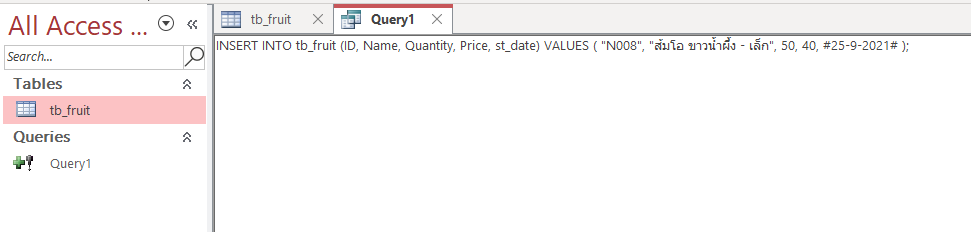 All Access ...
Search...
Tables
tb_fruit
Queries
Query1
tb_fruit
Query1
INSERT INTO tb_fruit (ID, Name, Quantity, Price, st_date) VALUES ( "N008", "ส้มโอ ขาวน้ำผึ้ง - เล็ก", 50, 40, #25-9-2021# );